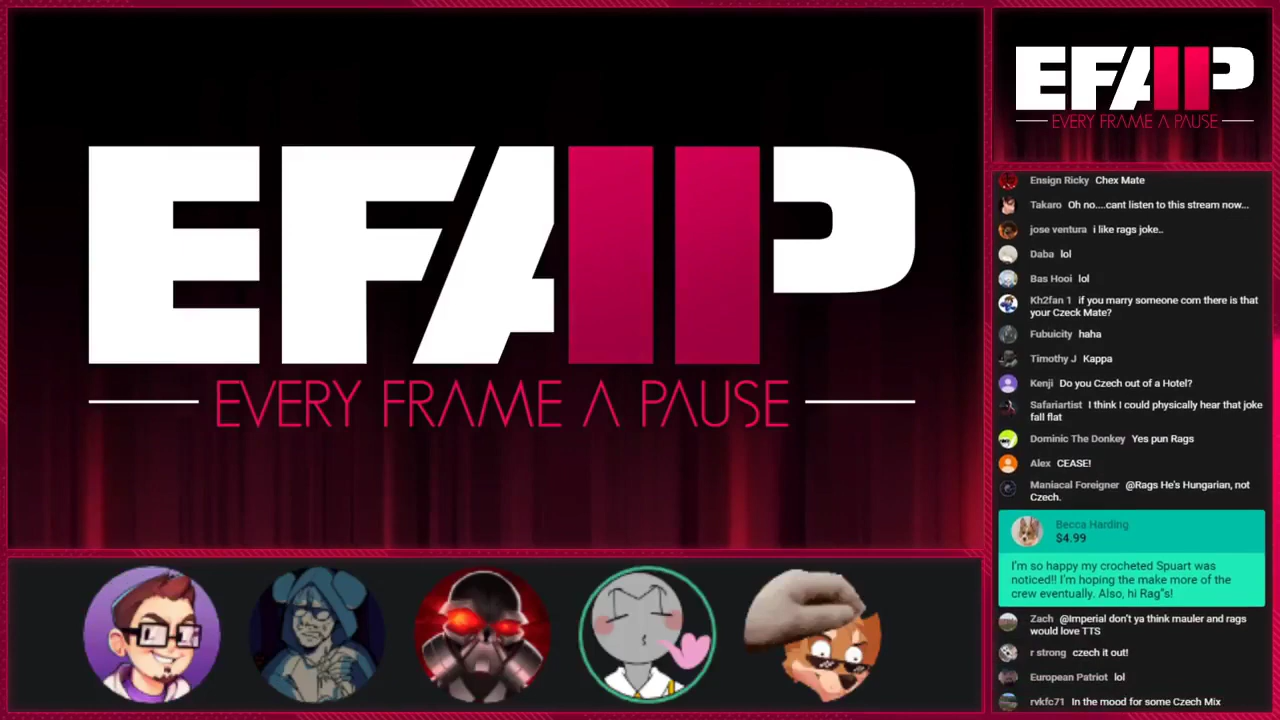 EFAP
EVERY FRAME A PAUSE
EFAP
EVERY FRAME A PAUSE
Ensign Ricky Chex Mate
Takaro Oh no....cant listen to this stream now...
jose ventura i like rags joke..
Daba lol
Bas Hooi lol
Kh2fan 1 if you marry someone com there is that
your Czeck Mate?
Fubuicity haha
Timothy J Kappa
Kenji Do you Czech out of a Hotel?
Safariartist I think I could physically hear that joke
fall flat
Dominic The Donkey Yes pun Rags
Alex CEASE!
Maniacal Foreigner @Rags He's Hungarian, not
Czech.
Becca Harding
$4.99
I'm so happy my crocheted Spuart was
noticed!! I'm hoping the make more of the
crew eventually. Also, hi Rag"s!
Zach @Imperial don't ya think mauler and rags
would love TTS
r strong czech it out!
European Patriot lol
rvkfc71 In the mood for some Czech Mix